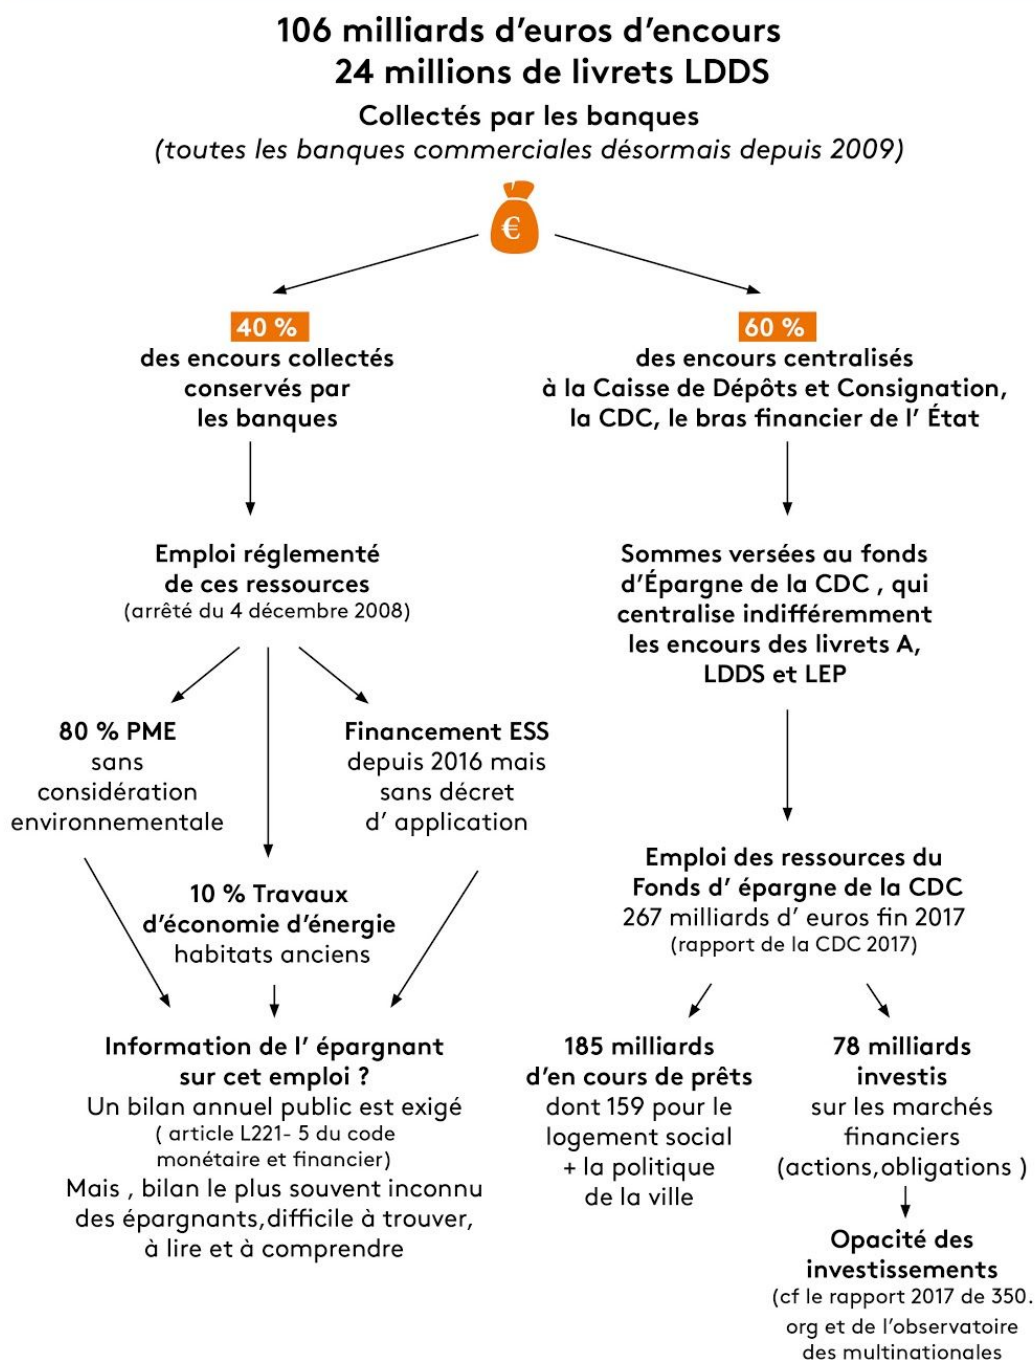 106 milliards d'euros d'encours
24 millions de livrets LDDS
Collectés par les banques
(toutes les banques commerciales désormais depuis 2009)
€
40 %
des encours collectés
conservés par
les banques
60 %
des encours centralisés
à la Caisse de Dépôts et Consignation,
la CDC, le bras financier de l' État
Emploi réglementé
de ces ressources
(arrêté du 4 décembre 2008)
Sommes versées au fonds
d'Épargne de la CDC , qui
centralise indifféremment
les encours des livrets A,
LDDS et LEP
80 % PME
sans
considération
environnementale
Financement ESS
depuis 2016 mais
sans décret
d' application
10 % Travaux
d'économie d'énergie
habitats anciens
Emploi des ressources du
Fonds d' épargne de la CDC
267 milliards d' euros fin 2017
(rapport de la CDC 2017)
Information de l' épargnant
sur cet emploi ?
Un bilan annuel public est exigé
( article L221- 5 du code
monétaire et financier)
Mais , bilan le plus souvent inconnu
des épargnants,difficile à trouver,
à lire et à comprendre
185 milliards
d'en cours de prêts
dont 159 pour le
logement social
+ la politique
de la ville
78 milliards
investis
sur les marchés
financiers
(actions,obligations )
Opacité des
investissements
(cf le rapport 2017 de 350.
org et de l'observatoire
des multinationales